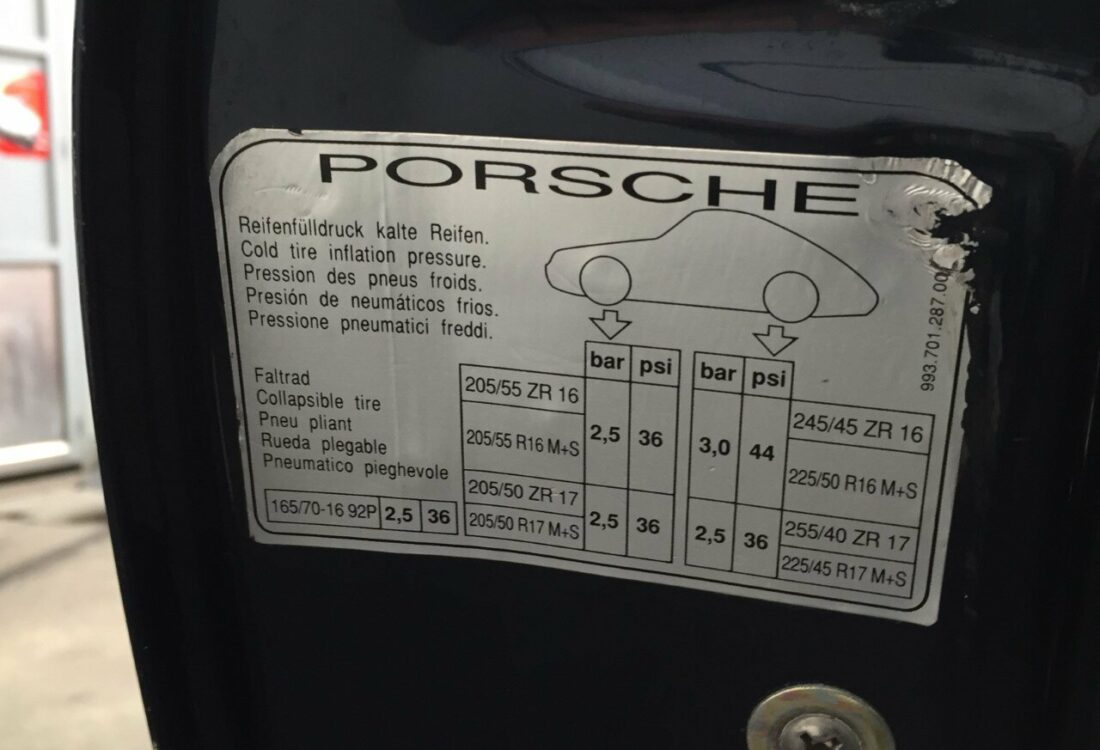 PORSCHE
Reifenfülldruck kalte Reifen.
Cold tire inflation pressure.
Pression des pneus froids.
Presión de neumáticos frios.
Pressione pneumatici freddi.
993.701.287.00
bar psi bar psi
Faltrad
Collapsible tire
Pneu pliant
Rueda plegable
Pneumatico pieghevole
165/70-16 92P 2,5 36
205/55 ZR 16
205/55 R16 M+S
2,5 36 3,0 44
245/45 ZR 16
225/50 R16 M+S
205/50 ZR 17
205/50 R17 M+S
2,5 36 2,5 36
255/40 ZR 17
225/45 R17 M+S